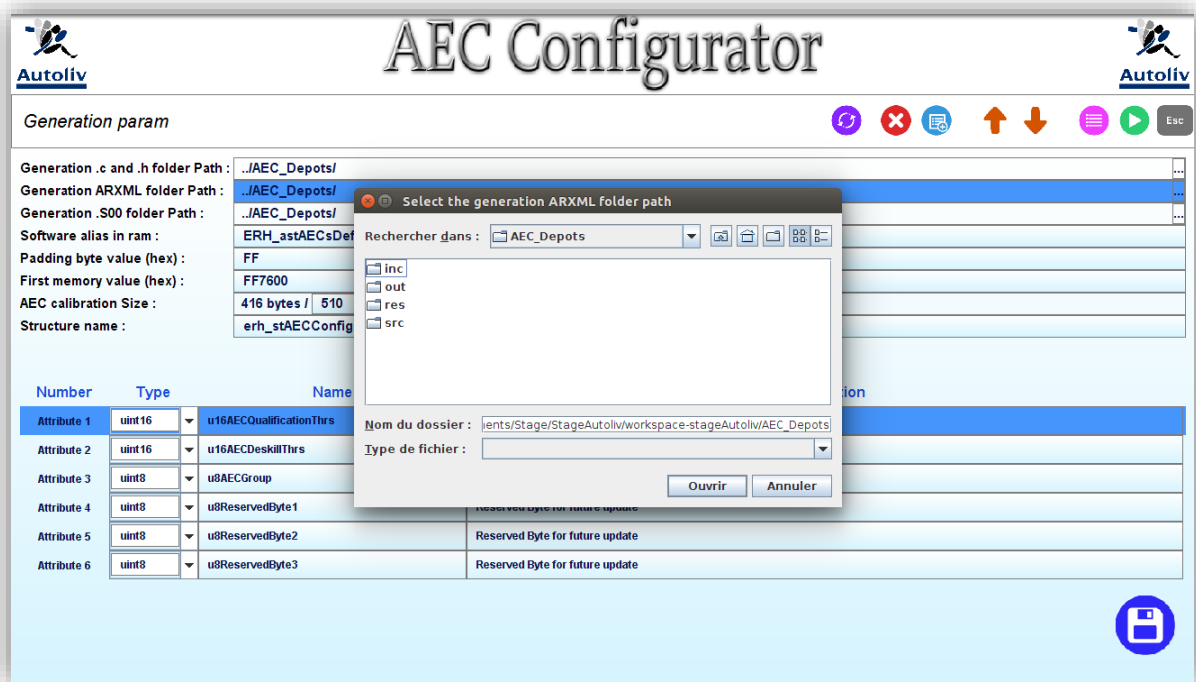 AEC Configurator
Autoliv
Autoliv
Generation param
Esc
Generation .c and .h folder Path : ../AEC_Depots/ ...
Generation ARXML folder Path : ../AEC_Depots/ ...
Generation .S00 folder Path : ../AEC_Depots/ ...
Software alias in ram : ERH_astAECsDef
Padding byte value (hex) : FF
First memory value (hex) : FF7600
AEC calibration Size : 416 bytes / 510
Structure name : erh_stAECConfig
Select the generation ARXML folder path
Rechercher dans : AEC_Depots
inc
out
res
src
Nom du dossier : ents/Stage/StageAutoliv/workspace-stageAutoliv/AEC_Depots
Type de fichier :
Ouvrir Annuler
Number Type Name tion
Attribute 1 uint16 u16AECQualificationThrs
Attribute 2 uint16 u16AECDeskillThrs
Attribute 3 uint8 u8AECGroup
Attribute 4 uint8 u8ReservedByte1 Reserved Byte for future update
Attribute 5 uint8 u8ReservedByte2 Reserved Byte for future update
Attribute 6 uint8 u8ReservedByte3 Reserved Byte for future update